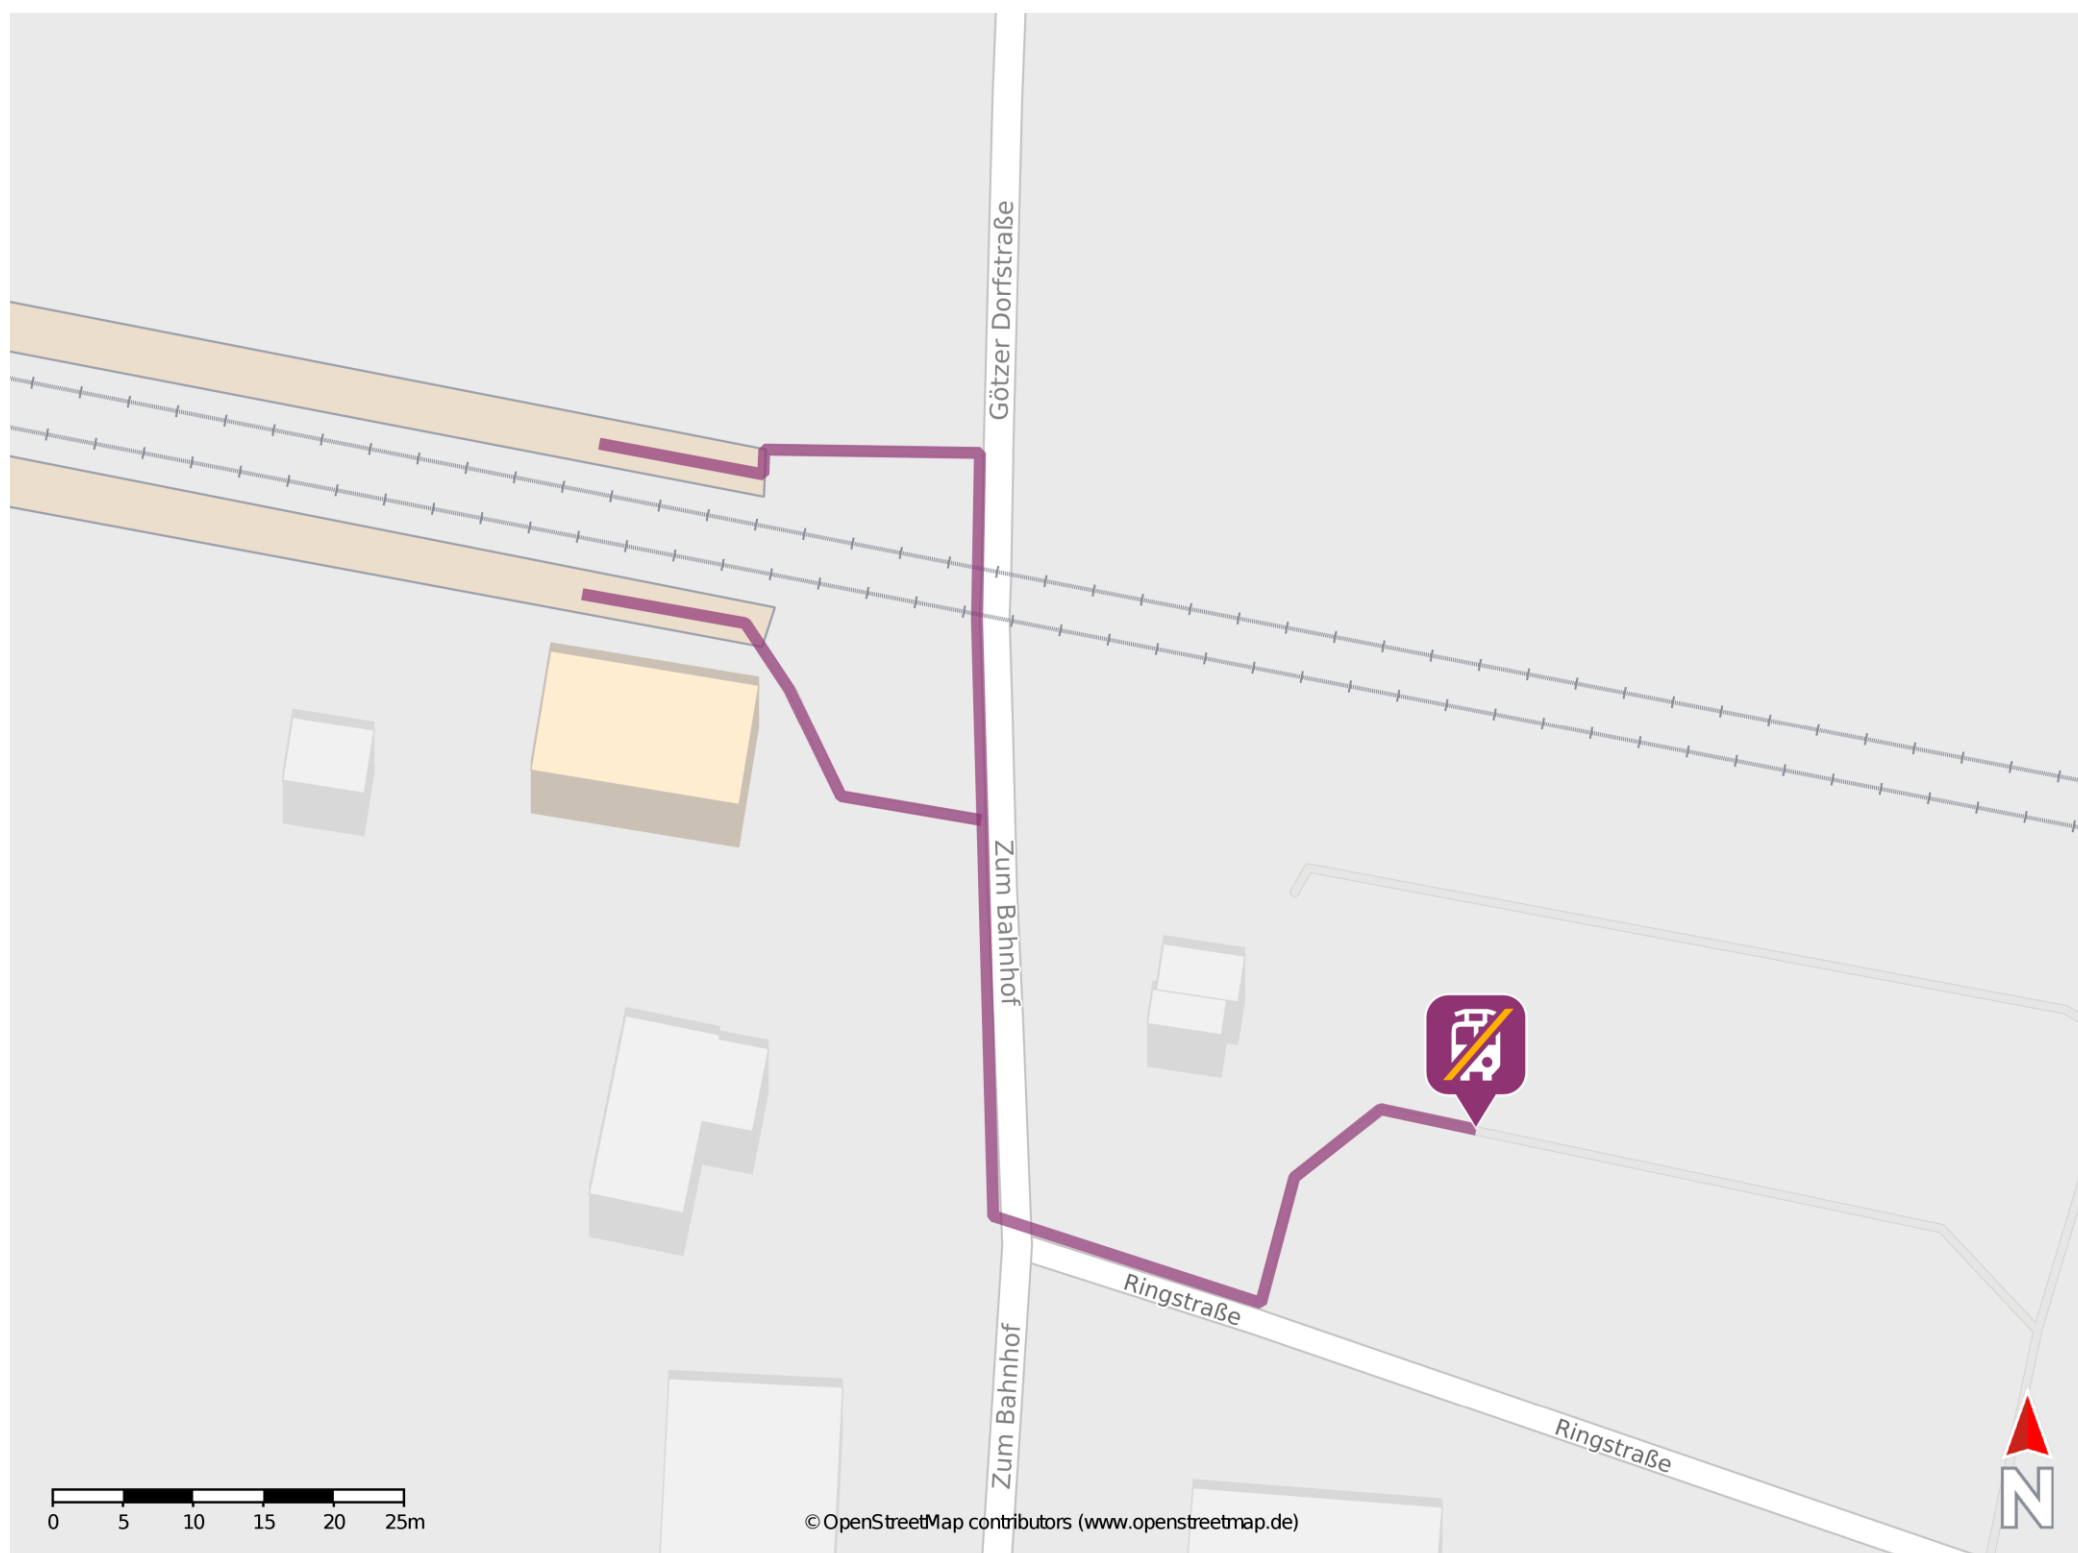 Götzer Dorfstraße
Zum Bahnhof
Ringstraße
Zum Bahnhof
Ringstraße
N
0 5 10 15 20 25m
© OpenStreetMap contributors (www.openstreetmap.de)